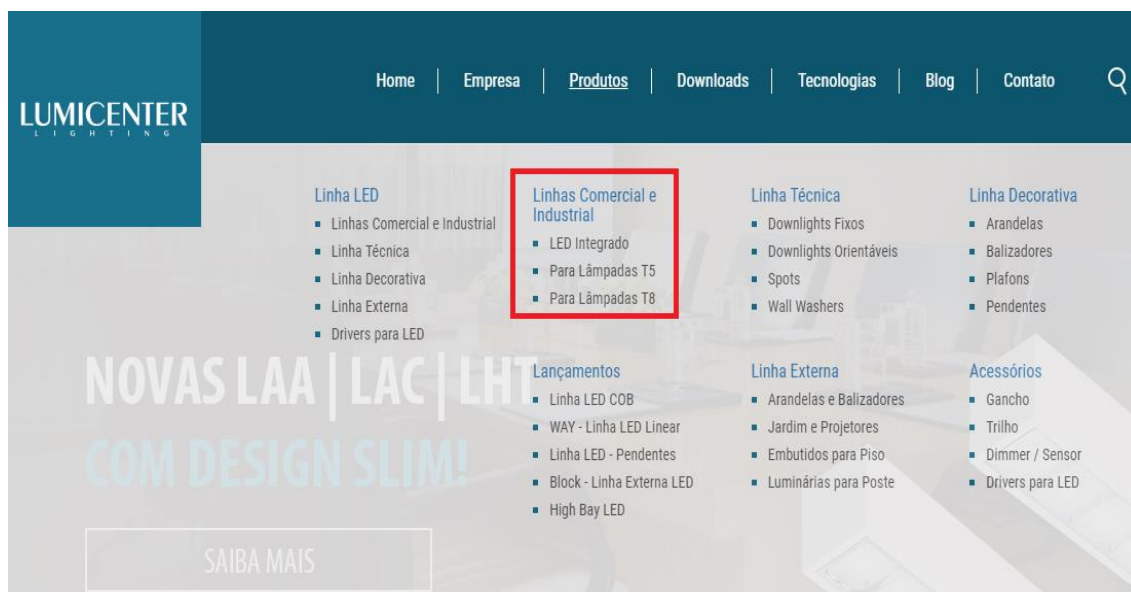 LUMICENTER
LIGHTING
Home
Empresa
Produtos
Downloads
Tecnologias
Blog
Contato
Linha LED
Linhas Comercial e Industrial
Linha Técnica
Linha Decorativa
Linha Externa
Drivers para LED
Linhas Comercial e
Industrial
LED Integrado
Para Lâmpadas T5
Para Lâmpadas T8
Linha Técnica
Downlights Fixos
Downlights Orientáveis
Spots
Wall Washers
Linha Decorativa
Arandelas
Balizadores
Plafons
Pendentes
Lançamentos
Linha LED COB
WAY - Linha LED Linear
Linha LED - Pendentes
Block - Linha Externa LED
High Bay LED
Linha Externa
Arandelas e Balizadores
Jardim e Projetores
Embutidos para Piso
Luminárias para Poste
Acessórios
Gancho
Trilho
Dimmer / Sensor
Drivers para LED
NOVAS LAA | LAC | LHT
COM DESIGN SLIM!
SAIBA MAIS